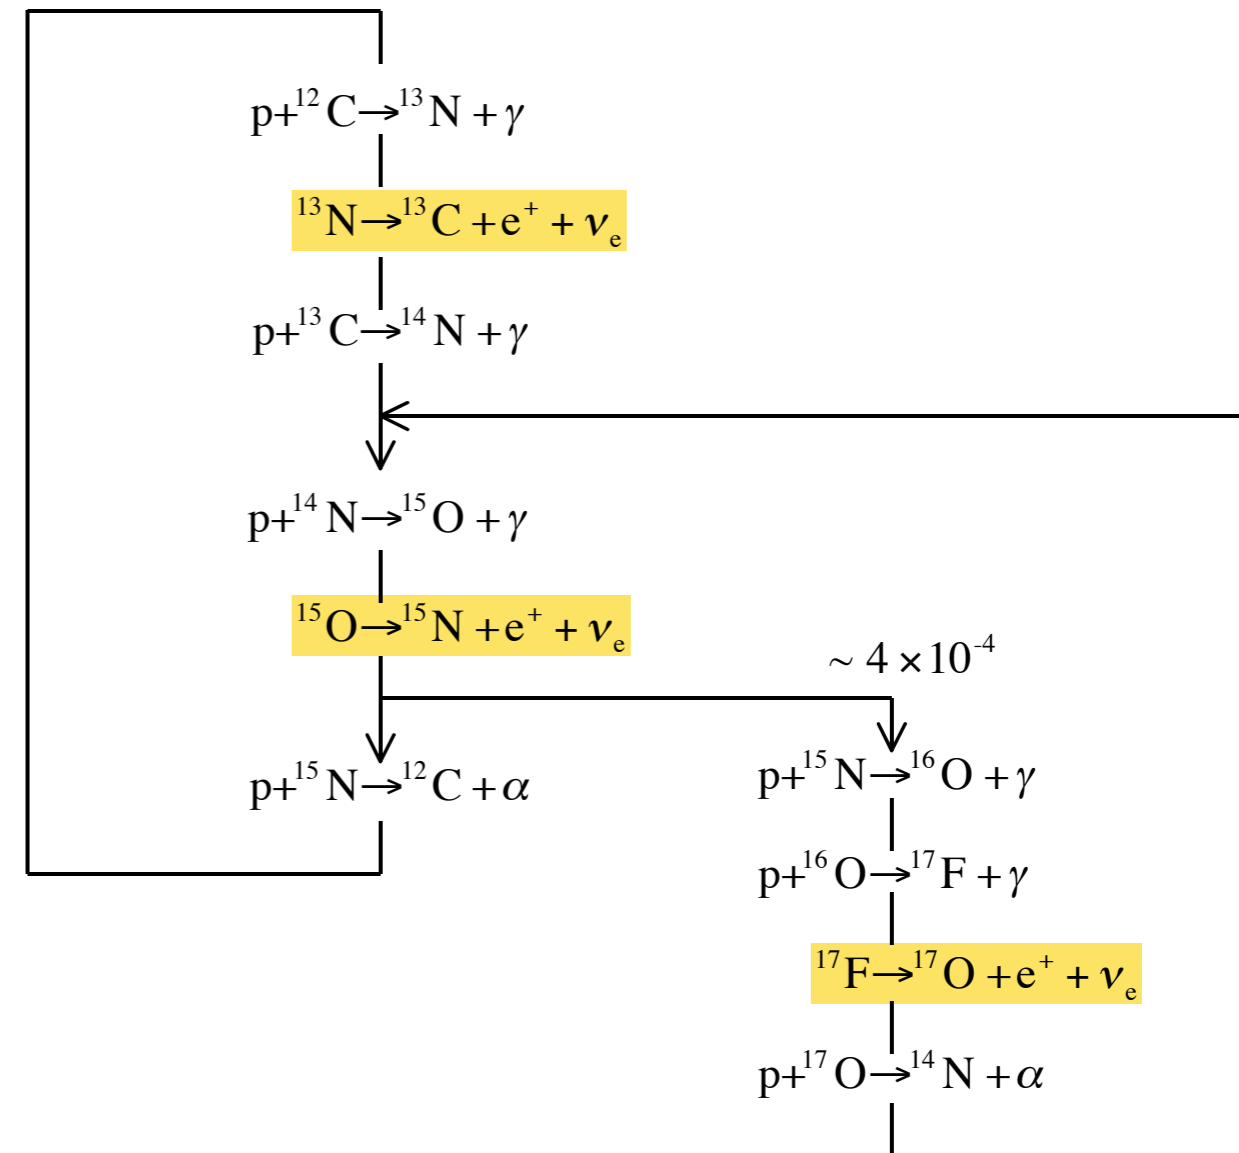 p+¹²C→¹³N + γ
¹³N→¹³C + e⁺ + νₑ
p+¹³C→¹⁴N + γ
p+¹⁴N→¹⁵O + γ
¹⁵O→¹⁵N + e⁺ + νₑ
~ 4 ×10⁻⁴
p+¹⁵N→¹²C + α
p+¹⁵N→¹⁶O + γ
p+¹⁶O→¹⁷F + γ
¹⁷F→¹⁷O + e⁺ + νₑ
p+¹⁷O→¹⁴N + α